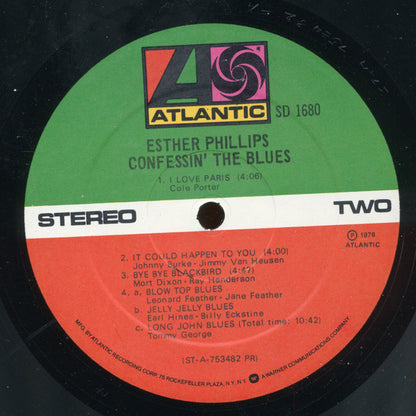 ATLANTIC
SD 1680
ESTHER PHILLIPS
CONFESSIN' THE BLUES
1. I LOVE PARIS (4:06)
Cole Porter
STEREO
TWO
2. IT COULD HAPPEN TO YOU (4:00)
Johnny Burke - Jimmy Van Heusen
℗ 1976
ATLANTIC
3. BYE BYE BLACKBIRD (4:47)
Mort Dixon - Ray Henderson
4. a. BLOW TOP BLUES
Leonard Feather - Jane Feather
b. JELLY JELLY BLUES
Earl Hines - Billy Eckstine
c. LONG JOHN BLUES (Total time: 10:42)
Tommy George
(ST-A-753482 PR)
MFG. BY ATLANTIC RECORDING CORP. 75 ROCKEFELLER PLAZA, N.Y. N.Y. A WARNER COMMUNICATIONS COMPANY